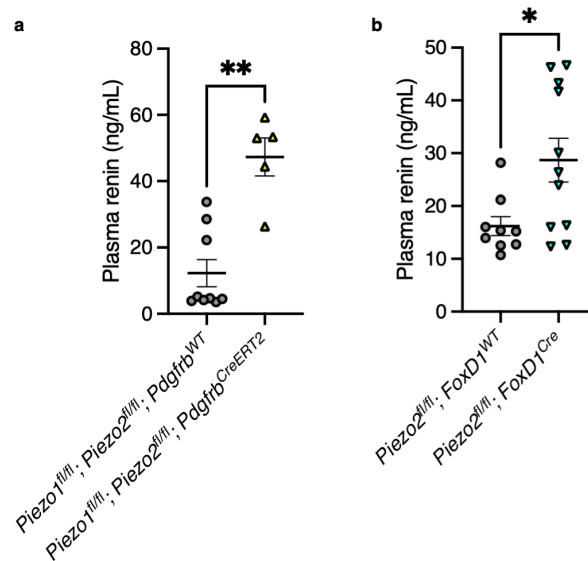 a
Plasma renin (ng/mL)
80
60
40
20
0
**
Piezo1fl/fl; Piezo2fl/fl; PdgfrbWT
Piezo1fl/fl; Piezo2fl/fl; PdgfrbCreERT2
b
Plasma renin (ng/mL)
50
40
30
20
10
0
*
Piezo2fl/fl; FoxD1WT
Piezo2fl/fl; FoxD1Cre